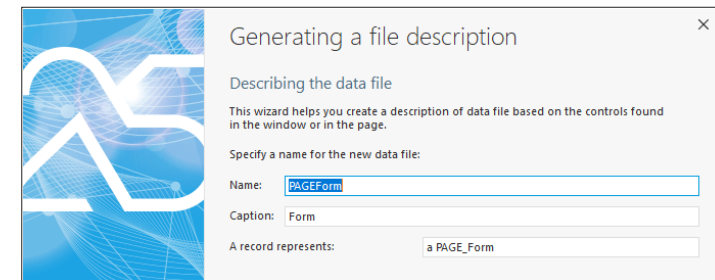 Generating a file description
Describing the data file
This wizard helps you create a description of data file based on the controls found
in the window or in the page.
Specify a name for the new data file:
Name: PAGEForm
Caption: Form
A record represents: a PAGE_Form